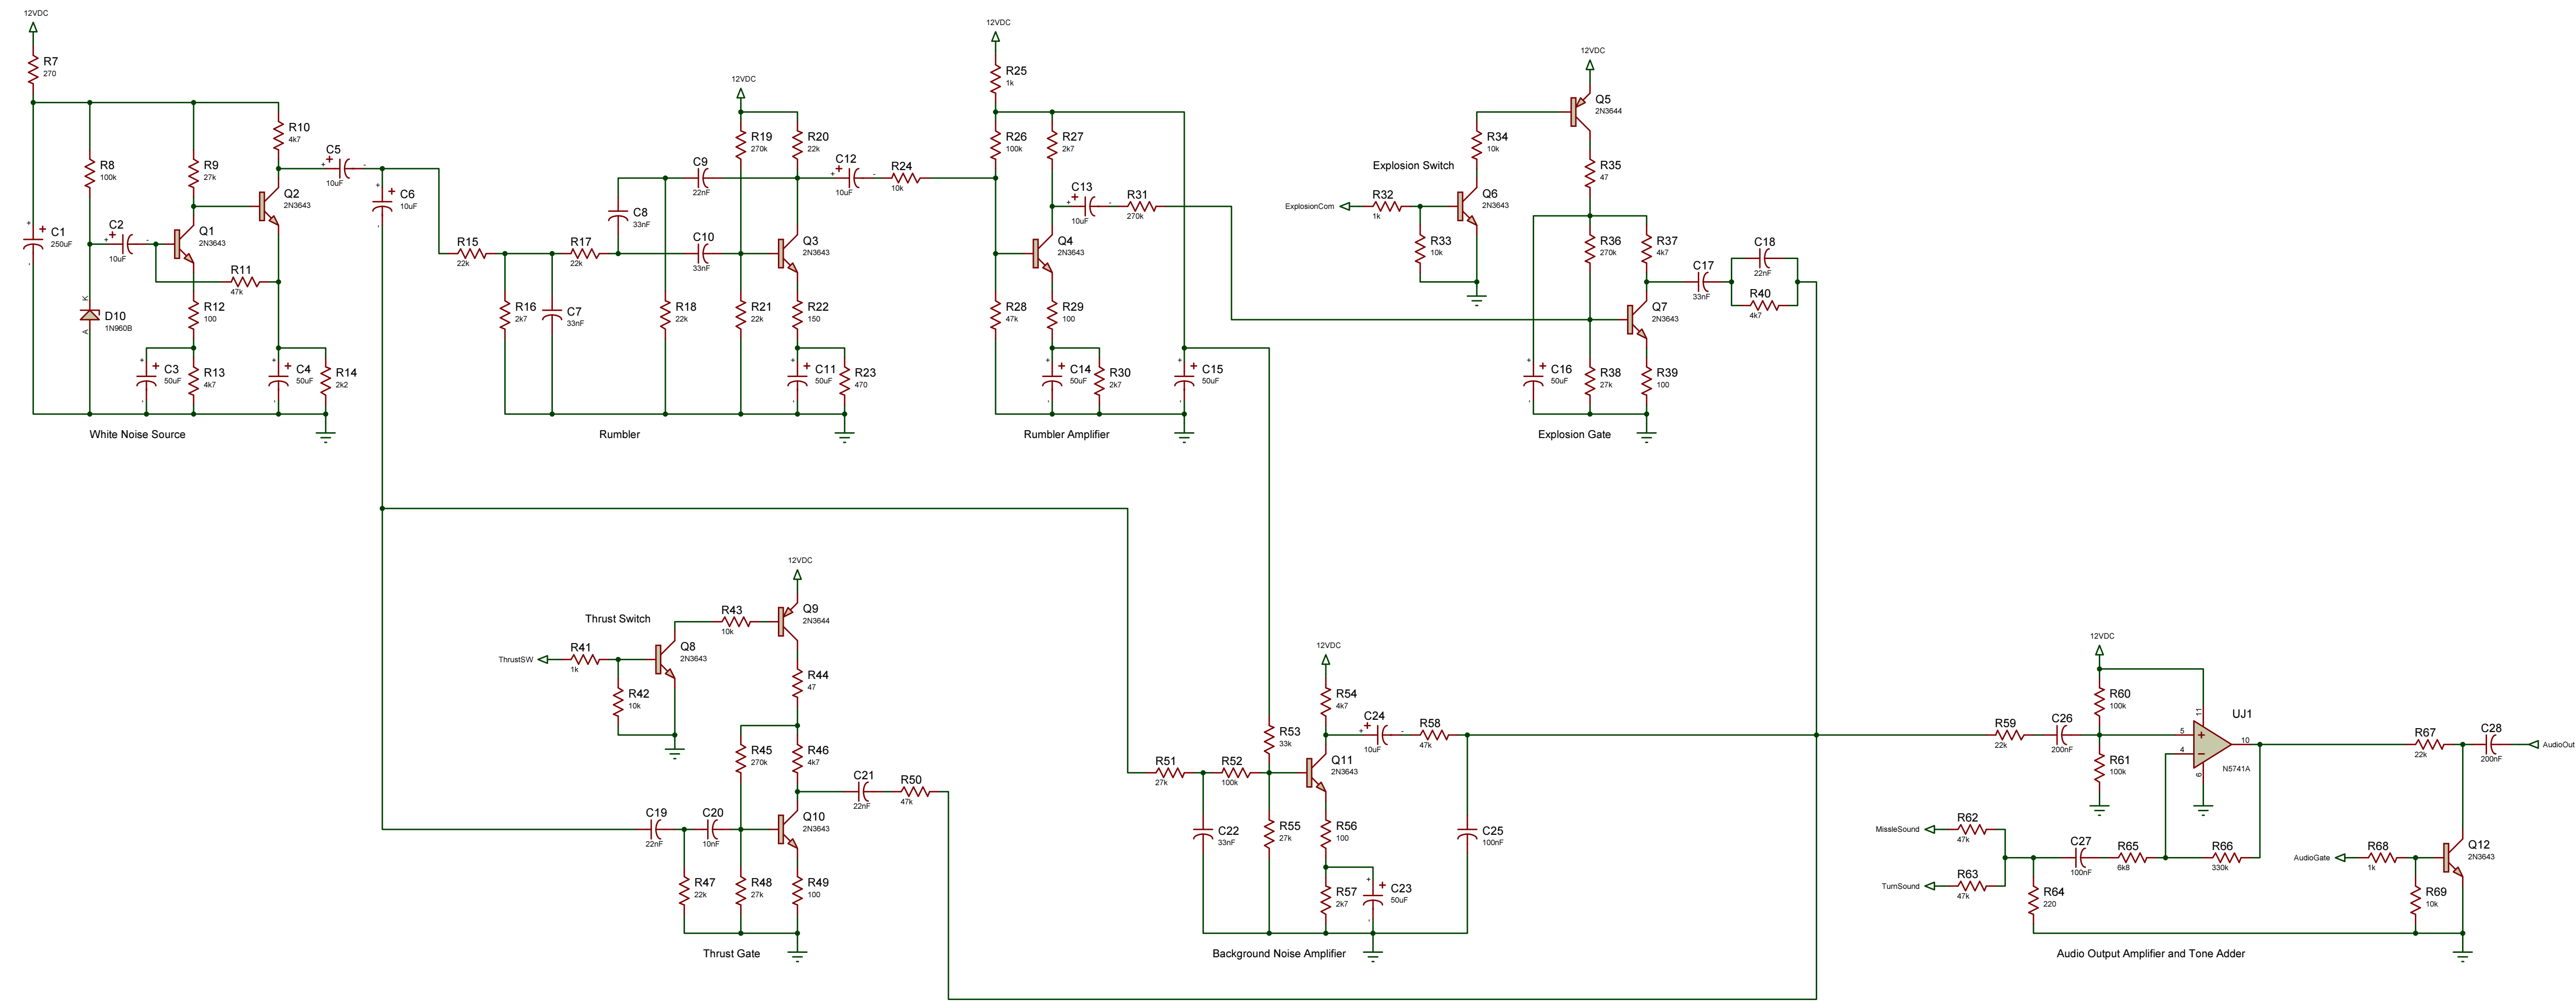 12VDC
R7
270
R8
100k
R9
27k
R10
4k7
C5
+
-
10uF
C6
+
10uF
-
Q2
2N3643
C1
+
250uF
-
C2
+
-
10uF
Q1
2N3643
R11
47k
R12
100
K
D10
1N960B
A
C3
+
50uF
-
R13
4k7
C4
+
50uF
-
R14
2k2
White Noise Source
12VDC
R19
270k
R20
22k
C9
22nF
C12
+
-
10uF
R24
10k
C8
33nF
R15
22k
R17
22k
C10
33nF
Q3
2N3643
R16
2k7
C7
33nF
R18
22k
R21
22k
R22
150
C11
+
50uF
-
R23
470
Rumbler
12VDC
R25
1k
R26
100k
R27
2k7
C13
+
-
10uF
R31
270k
Q4
2N3643
R28
47k
R29
100
C14
+
50uF
-
R30
2k7
C15
+
50uF
-
Rumbler Amplifier
12VDC
Q5
2N3644
R34
10k
Explosion Switch
R35
47
ExplosionCom
R32
1k
Q6
2N3643
R33
10k
R36
270k
R37
4k7
C17
33nF
C18
22nF
R40
4k7
Q7
2N3643
C16
+
50uF
-
R38
27k
R39
100
Explosion Gate
12VDC
Thrust Switch
R43
10k
Q9
2N3644
ThrustSW
R41
1k
Q8
2N3643
R42
10k
R44
47
R45
270k
R46
4k7
C21
22nF
R50
47k
C19
22nF
C20
10nF
Q10
2N3643
R47
22k
R48
27k
R49
100
Thrust Gate
12VDC
R54
4k7
C24
+
-
10uF
R58
47k
R53
33k
R51
27k
R52
100k
Q11
2N3643
C22
33nF
R55
27k
R56
100
C25
100nF
R57
2k7
C23
+
50uF
-
Background Noise Amplifier
12VDC
R60
100k
R59
22k
C26
200nF
R61
100k
UJ1
11
5
4
10
6
N5741A
R67
22k
C28
200nF
AudioOut
MissleSound
R62
47k
C27
100nF
R65
6k8
R66
330k
TurnSound
R63
47k
R64
220
AudioGate
R68
1k
Q12
2N3643
R69
10k
Audio Output Amplifier and Tone Adder